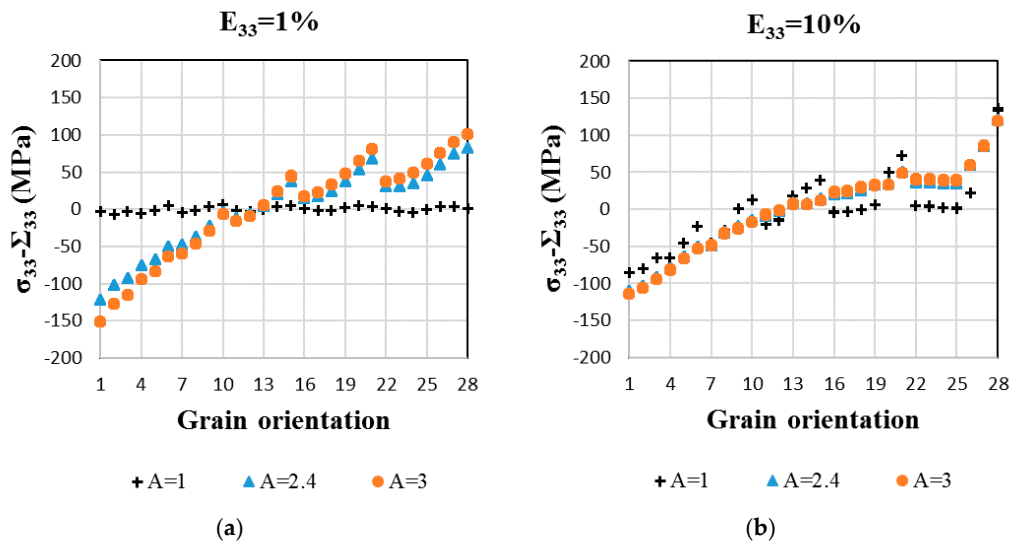 E₃₃=1%
200
150
100
50
0
-50
-100
-150
-200
σ₃₃-Σ₃₃ (MPa)
1 4 7 10 13 16 19 22 25 28
Grain orientation
A=1 A=2.4 A=3
(a)
E₃₃=10%
200
150
100
50
0
-50
-100
-150
-200
σ₃₃-Σ₃₃ (MPa)
1 4 7 10 13 16 19 22 25 28
Grain orientation
A=1 A=2.4 A=3
(b)